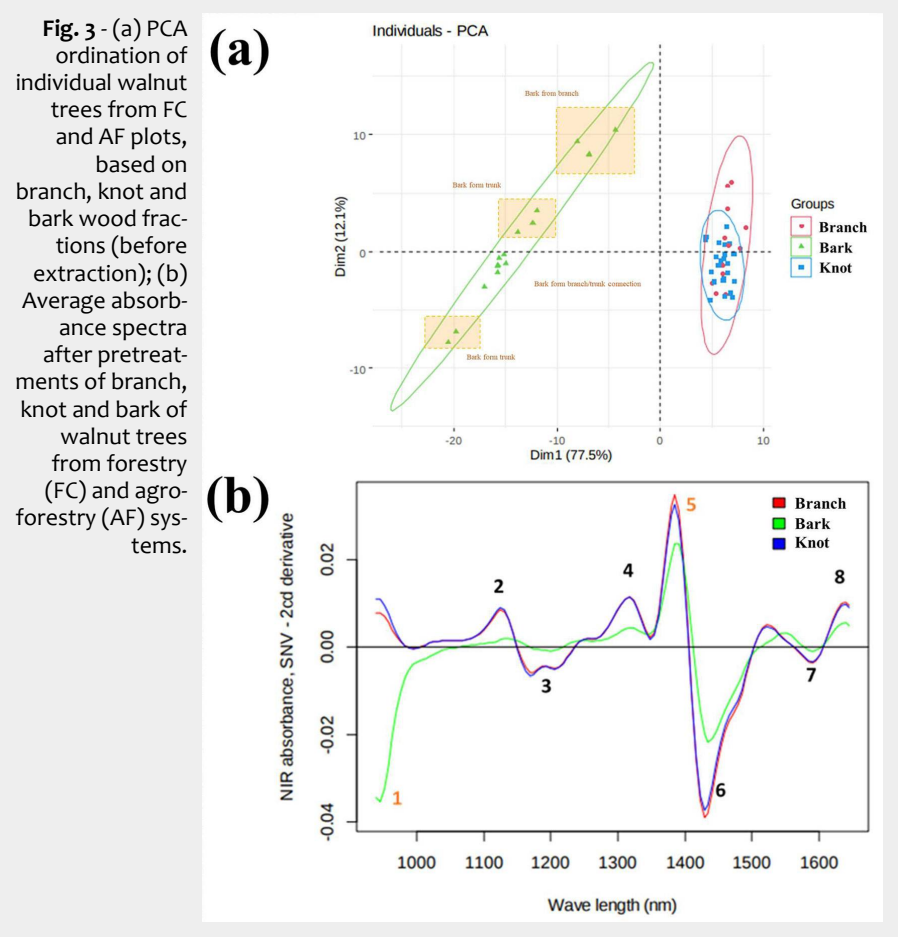 Fig. 3 - (a) PCA
ordination of
individual walnut
trees from FC
and AF plots,
based on
branch, knot and
bark wood frac-
tions (before
extraction); (b)
Average absorb-
ance spectra
after pretreat-
ments of branch,
knot and bark of
walnut trees
from forestry
(FC) and agro-
forestry (AF) sys-
tems.
(a)
Individuals - PCA
Bark from branch
Bark form trunk
Bark form branch/trunk connection
Bark form trunk
Groups
Branch
Bark
Knot
Dim2 (12.1%)
10
0
-10
-20
-10
0
10
Dim1 (77.5%)
(b)
Branch
Bark
Knot
1
2
3
4
5
6
7
8
NIR absorbance, SNV - 2cd derivative
0.02
0.00
-0.02
-0.04
1000
1100
1200
1300
1400
1500
1600
Wave length (nm)